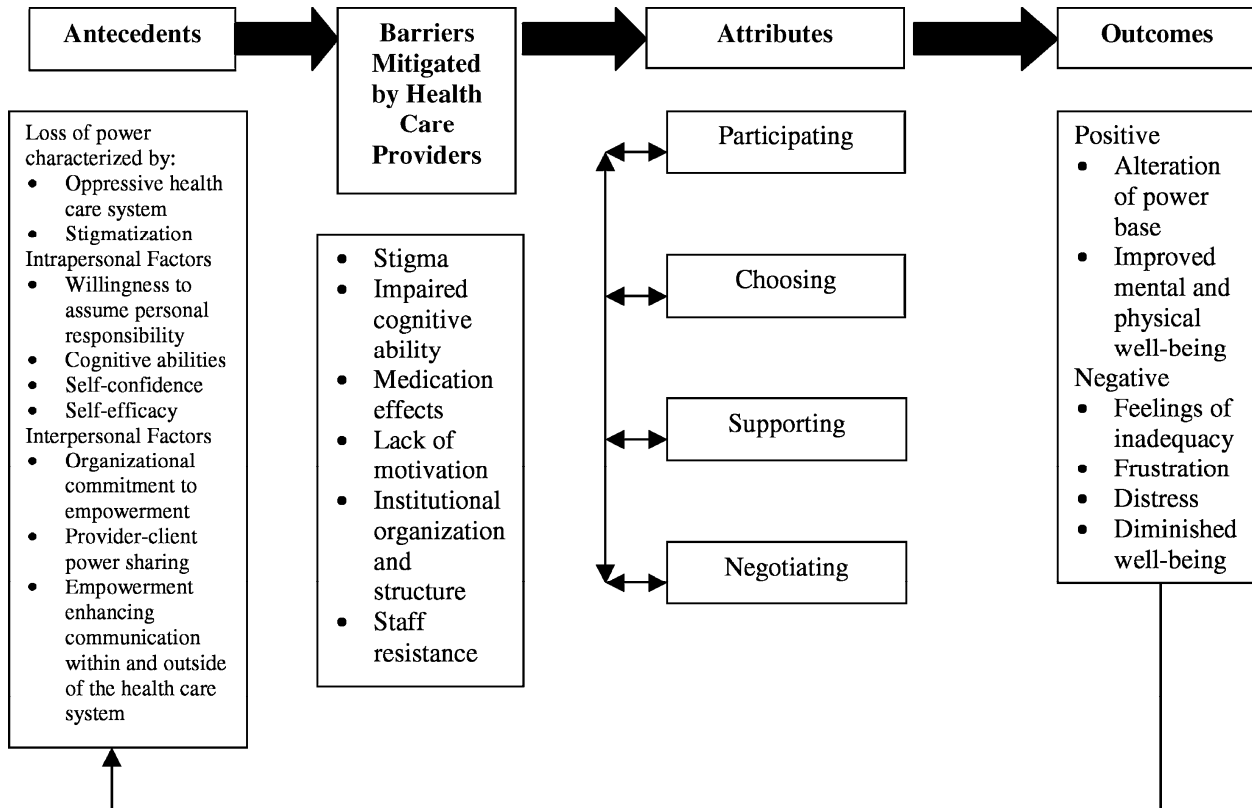 Antecedents
Barriers
Mitigated
by Health
Care
Providers
Attributes
Outcomes
Loss of power
characterized by:
• Oppressive health
care system
• Stigmatization
Intrapersonal Factors
• Willingness to
assume personal
responsibility
• Cognitive abilities
• Self-confidence
• Self-efficacy
Interpersonal Factors
• Organizational
commitment to
empowerment
• Provider-client
power sharing
• Empowerment
enhancing
communication
within and outside
of the health care
system
• Stigma
• Impaired
cognitive
ability
• Medication
effects
• Lack of
motivation
• Institutional
organization
and
structure
• Staff
resistance
Participating
Choosing
Supporting
Negotiating
Positive
• Alteration
of power
base
• Improved
mental and
physical
well-being
Negative
• Feelings of
inadequacy
• Frustration
• Distress
• Diminished
well-being